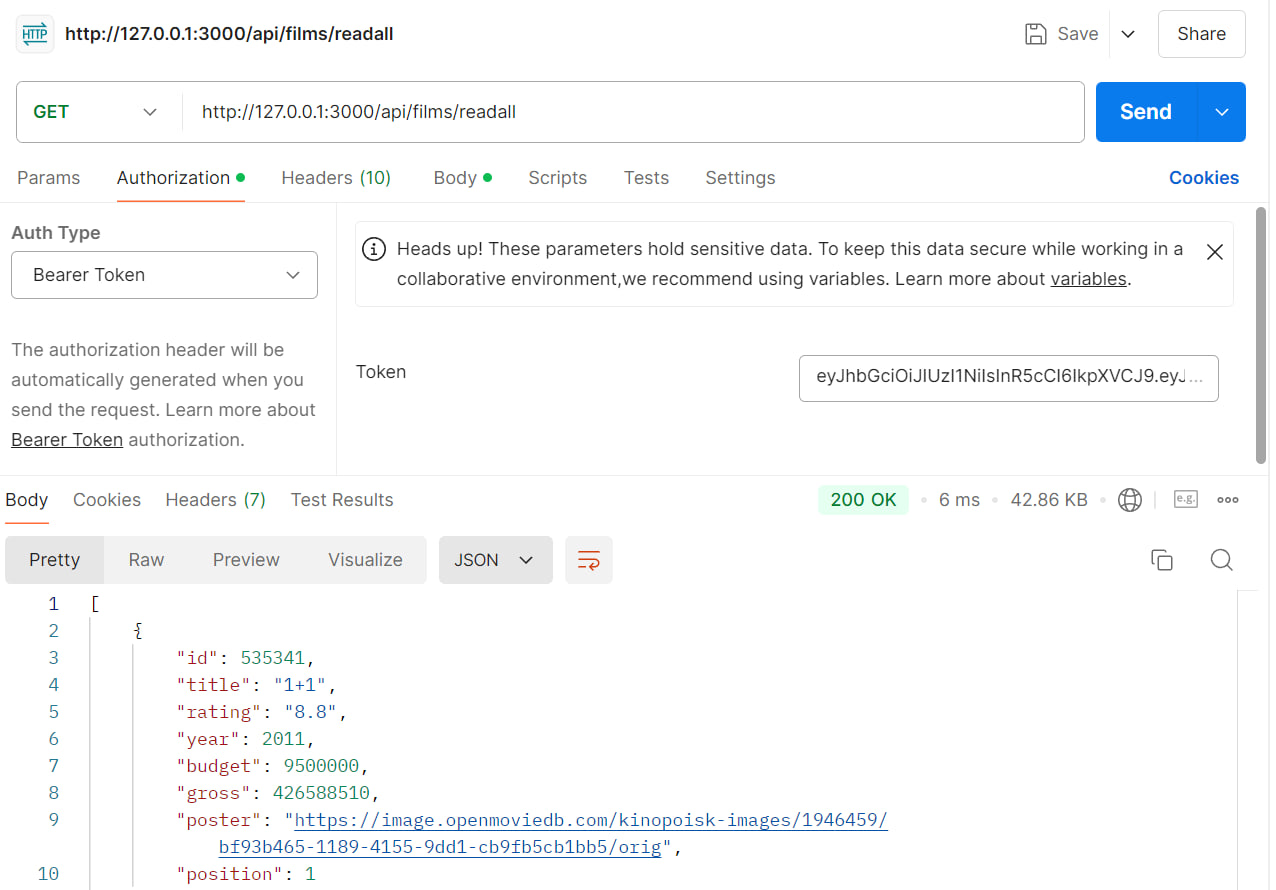 HTTP http://127.0.0.1:3000/api/films/readall Save Share
GET http://127.0.0.1:3000/api/films/readall Send
Params Authorization Headers (10) Body Scripts Tests Settings Cookies
Auth Type
Bearer Token
The authorization header will be
automatically generated when you
send the request. Learn more about
Bearer Token authorization.
Heads up! These parameters hold sensitive data. To keep this data secure while working in a
collaborative environment,we recommend using variables. Learn more about variables.
Token eyJhbGciOiJIUzI1NiIsInR5cCI6IkpXVCJ9.eyJ...
Body Cookies Headers (7) Test Results 200 OK 6 ms 42.86 KB e.g.
Pretty Raw Preview Visualize JSON
1 [
2 {
3 "id": 535341,
4 "title": "1+1",
5 "rating": "8.8",
6 "year": 2011,
7 "budget": 9500000,
8 "gross": 426588510,
9 "poster": "https://image.openmoviedb.com/kinopoisk-images/1946459/
bf93b465-1189-4155-9dd1-cb9fb5cb1bb5/orig",
10 "position": 1